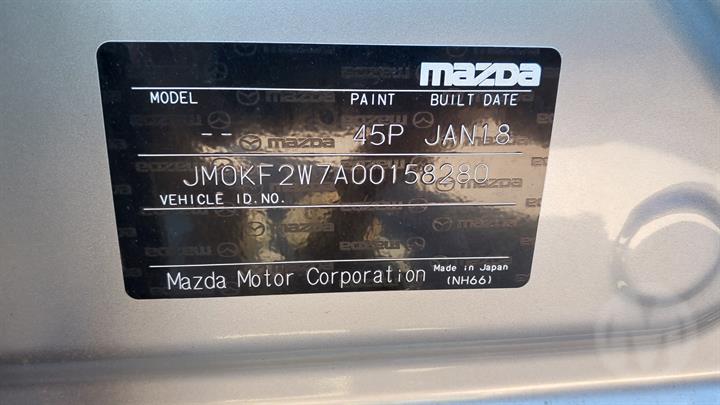 mazda
MODEL PAINT BUILT DATE
-- 45P JAN18
JM0KF2W7A00158280
VEHICLE ID.NO.
Mazda Motor Corporation Made in Japan
(NH66)